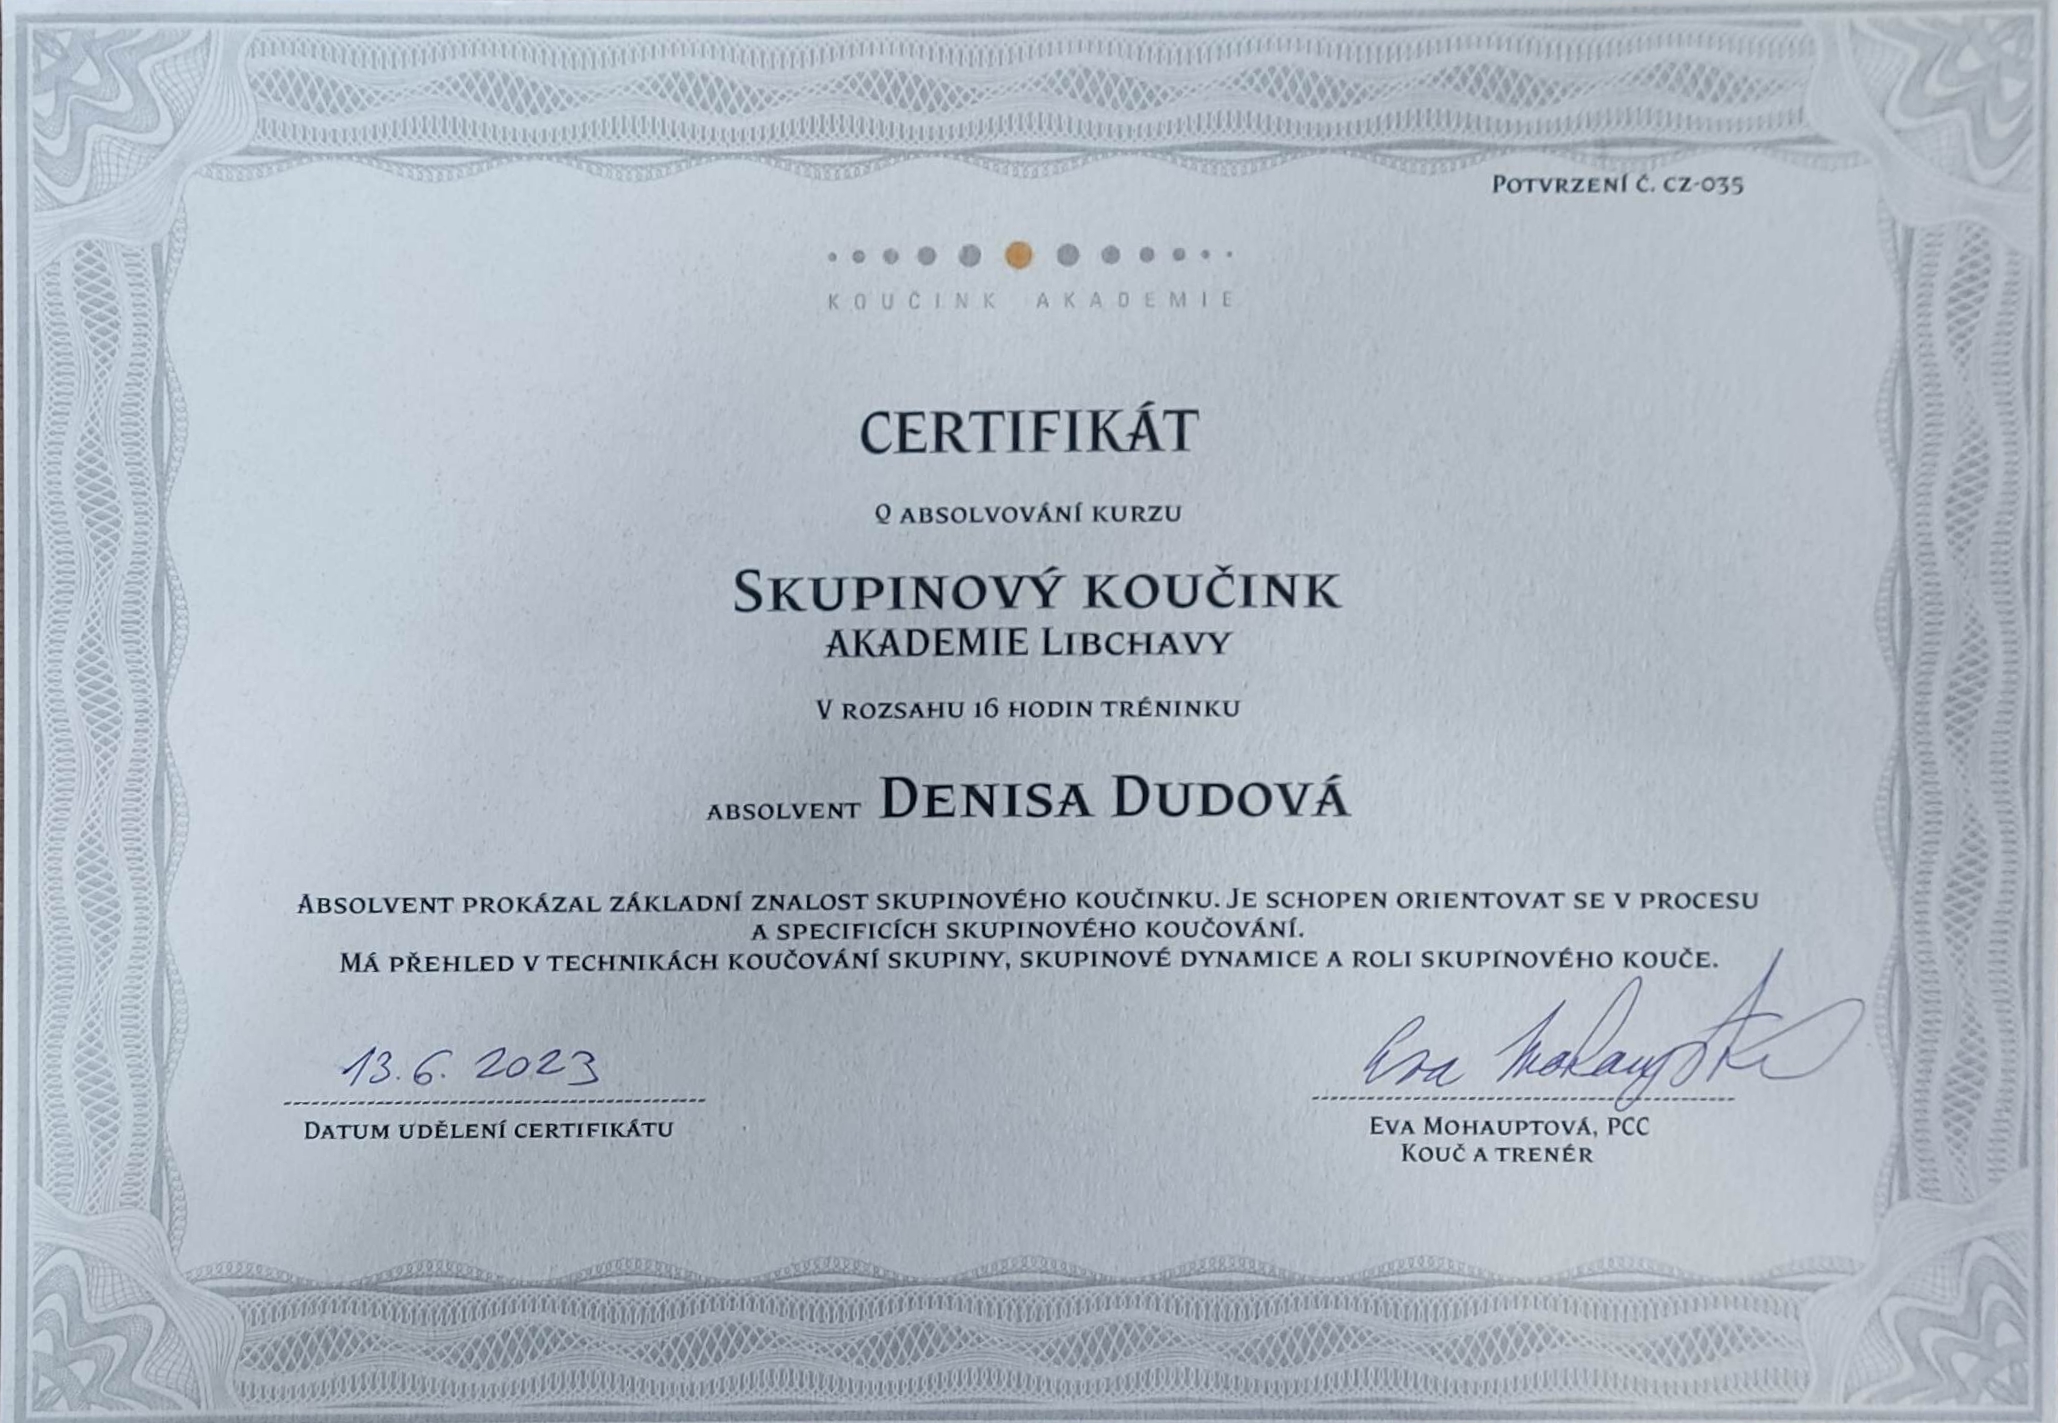 Potvrzení č. cz-035
KOUČINK AKADEMIE
CERTIFIKÁT
O absolvování kurzu
Skupinový koučink
AKADEMIE Libchavy
V rozsahu 16 hodin tréninku
absolvent Denisa Dudová
Absolvent prokázal základní znalost skupinového koučinku. Je schopen orientovat se v procesu
a specificích skupinového koučování.
Má přehled v technikách koučování skupiny, skupinové dynamice a roli skupinového kouče.
13.6.2023
Eva Mohauptová
Datum udělení certifikátu
Eva Mohauptová, PCC
Kouč a trenér